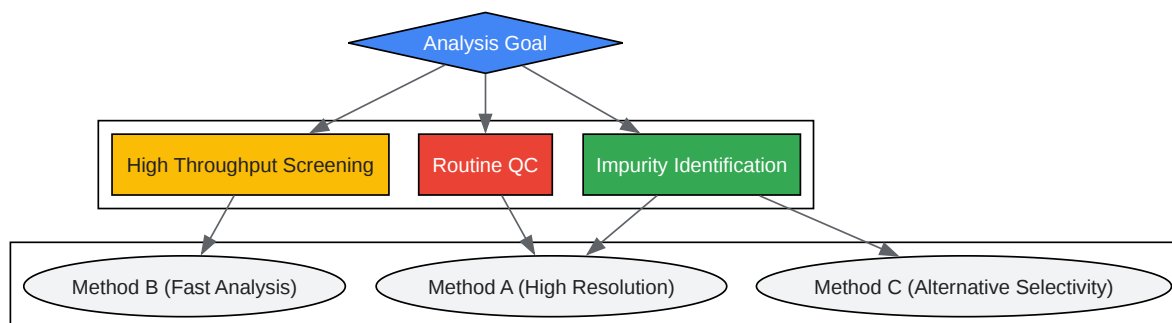 Analysis Goal
High Throughput Screening
Routine QC
Impurity Identification
Method B (Fast Analysis)
Method A (High Resolution)
Method C (Alternative Selectivity)